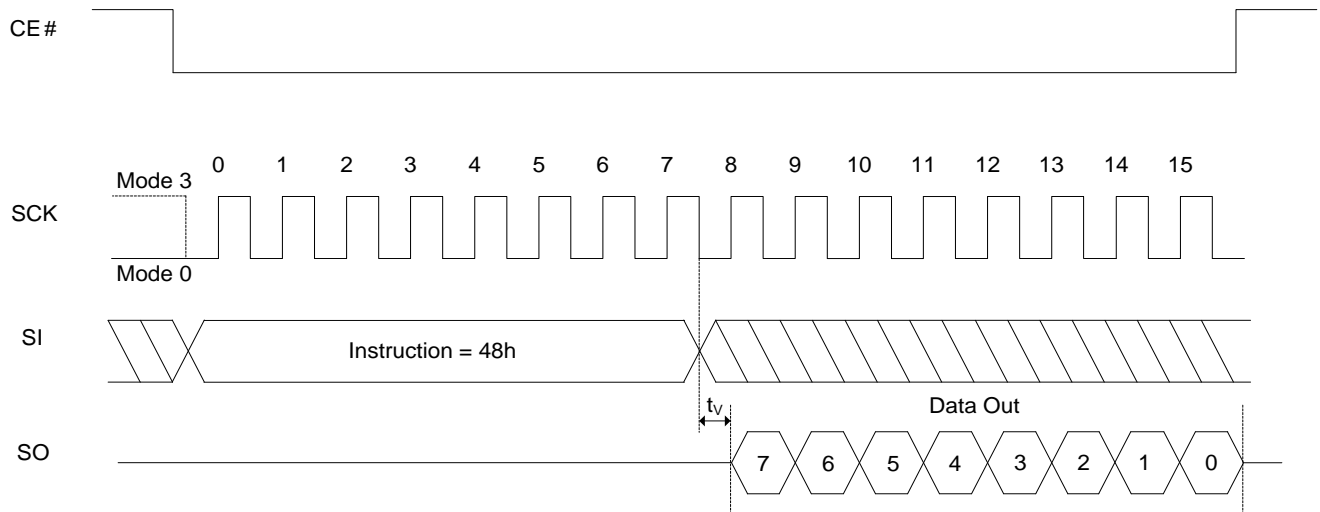 CE#
0 1 2 3 4 5 6 7 8 9 10 11 12 13 14 15
Mode 3
SCK
Mode 0
SI
Instruction = 48h
tV
Data Out
SO
7 6 5 4 3 2 1 0